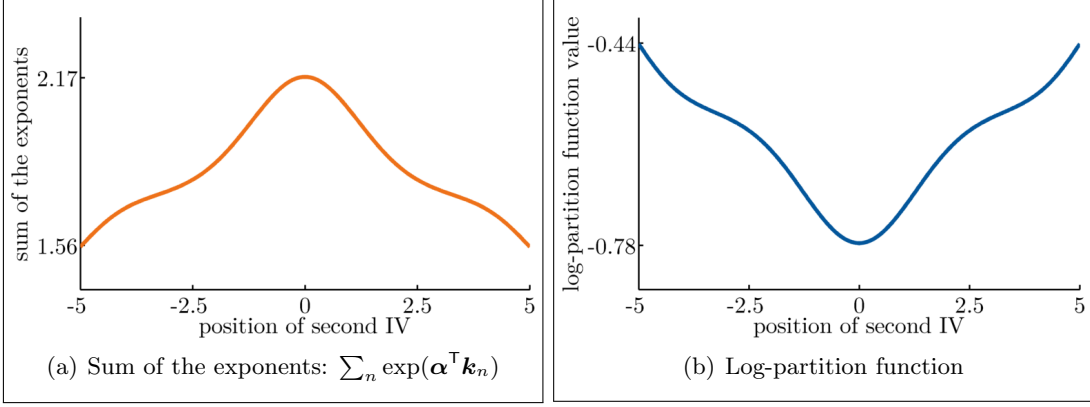 sum of the exponents
2.17
1.56
-5
-2.5
0
2.5
5
position of second IV
(a) Sum of the exponents: ∑ₙ exp(αᵀkₙ)
log-partition function value
-0.44
-0.78
-5
-2.5
0
2.5
5
position of second IV
(b) Log-partition function